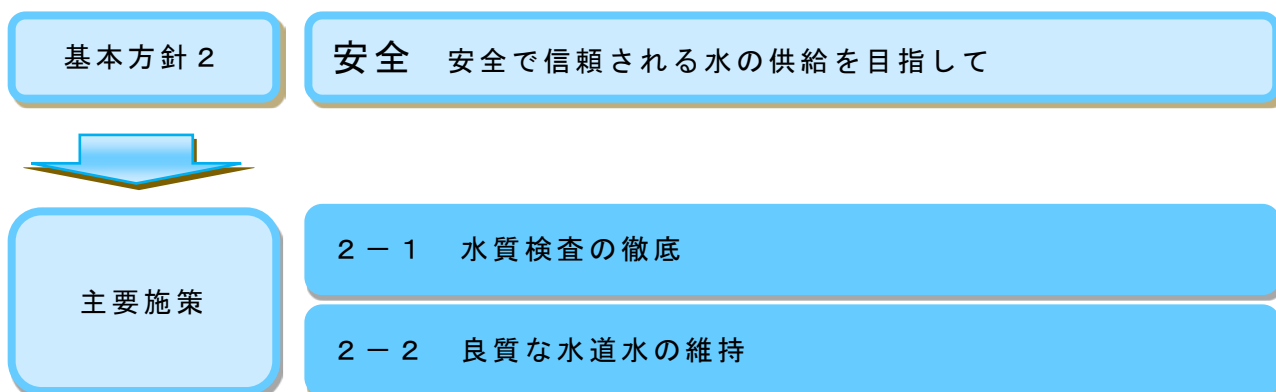 基本方針２
安全　安全で信頼される水の供給を目指して
主要施策
２－１　水質検査の徹底
２－２　良質な水道水の維持